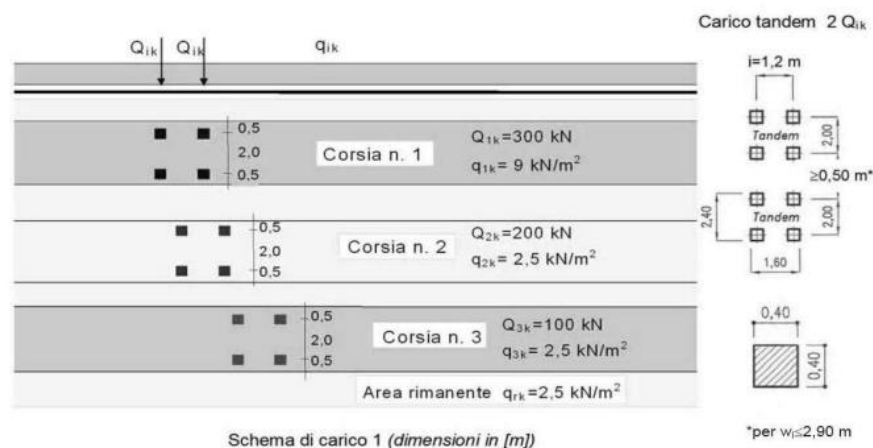 Carico tandem 2 Qik
Qik Qik qik
i=1,2 m
0,5
2,0
0,5
Corsia n. 1
Q1k=300 kN
q1k= 9 kN/m²
Tandem
2,00
≥0,50 m*
0,5
2,0
0,5
Corsia n. 2
Q2k=200 kN
q2k= 2,5 kN/m²
2,40
Tandem
2,00
1,60
0,5
2,0
0,5
Corsia n. 3
Q3k=100 kN
q3k= 2,5 kN/m²
0,40
0,40
Area rimanente qrk=2,5 kN/m²
*per wl≤2,90 m
Schema di carico 1 (dimensioni in [m])